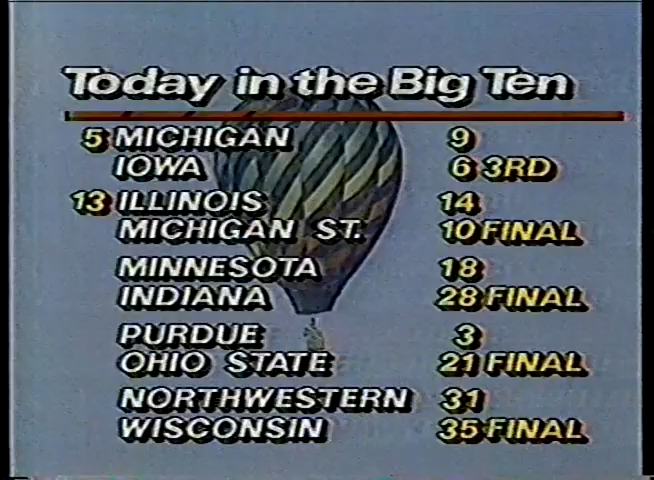 Today in the Big Ten
5 MICHIGAN 9
IOWA 6 3RD
13 ILLINOIS 14
MICHIGAN ST. 10 FINAL
MINNESOTA 18
INDIANA 28 FINAL
PURDUE 3
OHIO STATE 21 FINAL
NORTHWESTERN 31
WISCONSIN 35 FINAL